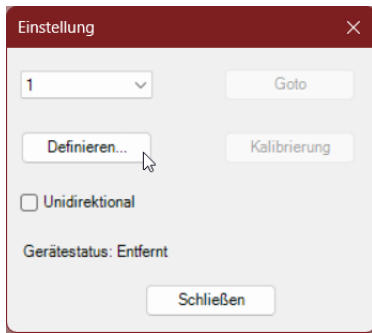 Einstellung
1
Goto
Definieren...
Kalibrierung
Unidirektional
Gerätestatus: Entfernt
Schließen